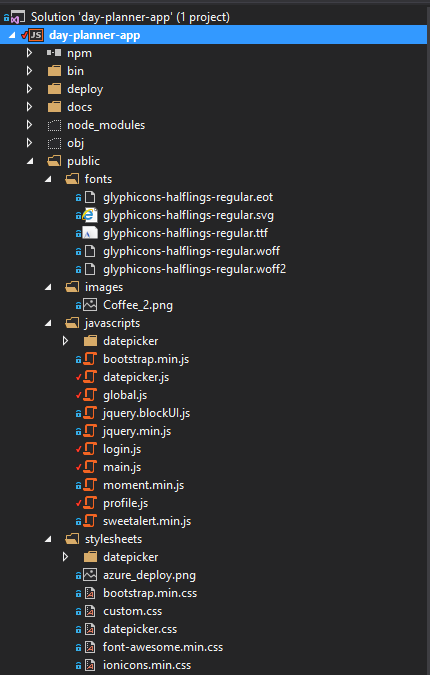 Solution 'day-planner-app' (1 project)
JS day-planner-app
npm
bin
deploy
docs
node_modules
obj
public
fonts
glyphicons-halflings-regular.eot
glyphicons-halflings-regular.svg
glyphicons-halflings-regular.ttf
glyphicons-halflings-regular.woff
glyphicons-halflings-regular.woff2
images
Coffee_2.png
javascripts
datepicker
bootstrap.min.js
datepicker.js
global.js
jquery.blockUI.js
jquery.min.js
login.js
main.js
moment.min.js
profile.js
sweetalert.min.js
stylesheets
datepicker
azure_deploy.png
bootstrap.min.css
custom.css
datepicker.css
font-awesome.min.css
ionicons.min.css